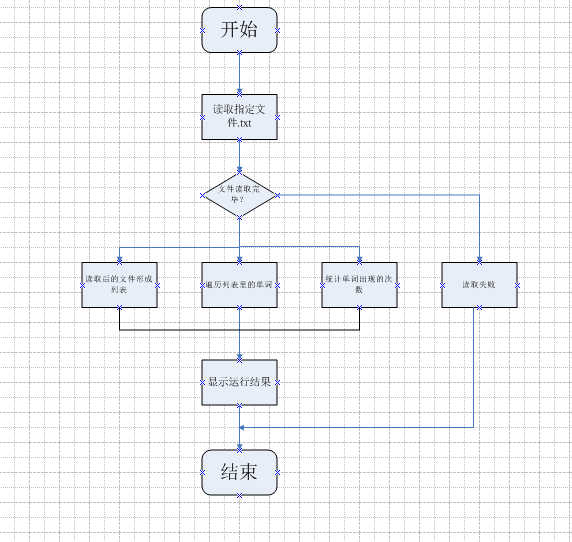 开始
读取指定文
件.txt
文件读取完
毕？
读取后的文件形成
列表
遍历列表里的单词
统计单词出现的次
数
读取失败
显示运行结果
结束